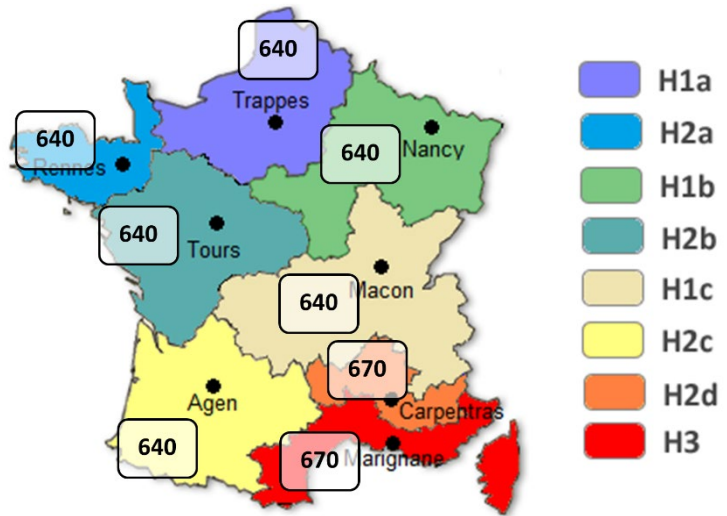 640
Trappes
640
Rennes
640
Nancy
640
Tours
640
Macon
670
Agen
Carpentras
640
670
Marignane
H1a
H2a
H1b
H2b
H1c
H2c
H2d
H3